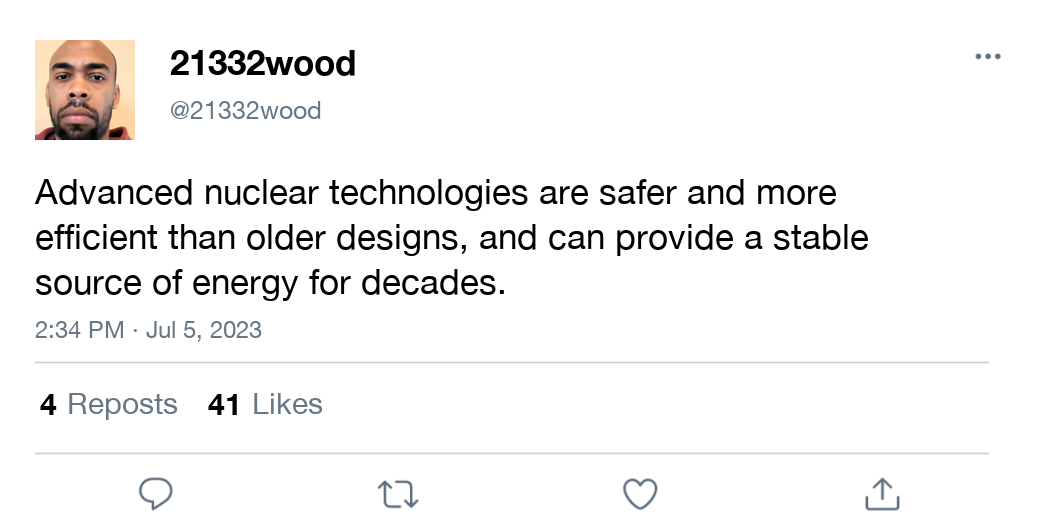 21332wood
@21332wood
Advanced nuclear technologies are safer and more
efficient than older designs, and can provide a stable
source of energy for decades.
2:34 PM · Jul 5, 2023
4 Reposts 41 Likes